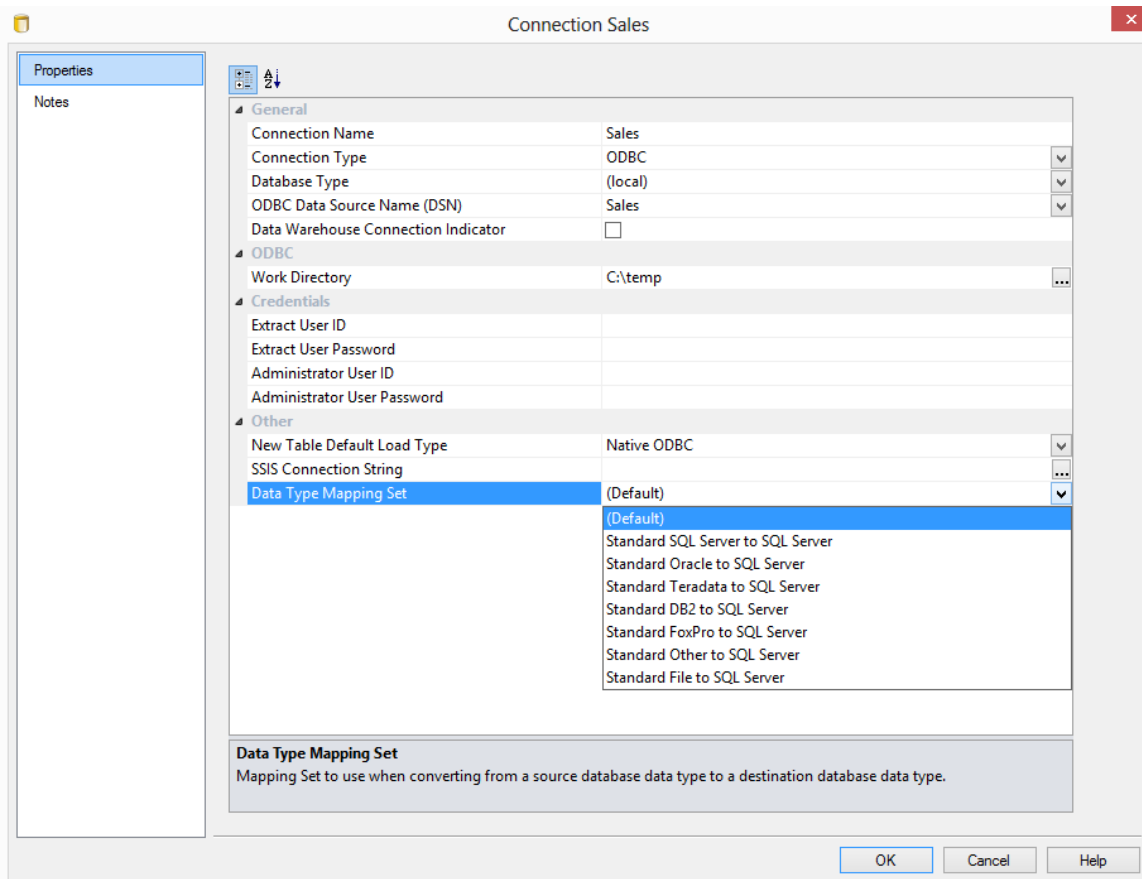 Connection Sales
Properties
Notes
General
Connection Name Sales
Connection Type ODBC
Database Type (local)
ODBC Data Source Name (DSN) Sales
Data Warehouse Connection Indicator
ODBC
Work Directory C:\temp ...
Credentials
Extract User ID
Extract User Password
Administrator User ID
Administrator User Password
Other
New Table Default Load Type Native ODBC
SSIS Connection String ...
Data Type Mapping Set (Default)
(Default)
Standard SQL Server to SQL Server
Standard Oracle to SQL Server
Standard Teradata to SQL Server
Standard DB2 to SQL Server
Standard FoxPro to SQL Server
Standard Other to SQL Server
Standard File to SQL Server
Data Type Mapping Set
Mapping Set to use when converting from a source database data type to a destination database data type.
OK Cancel Help